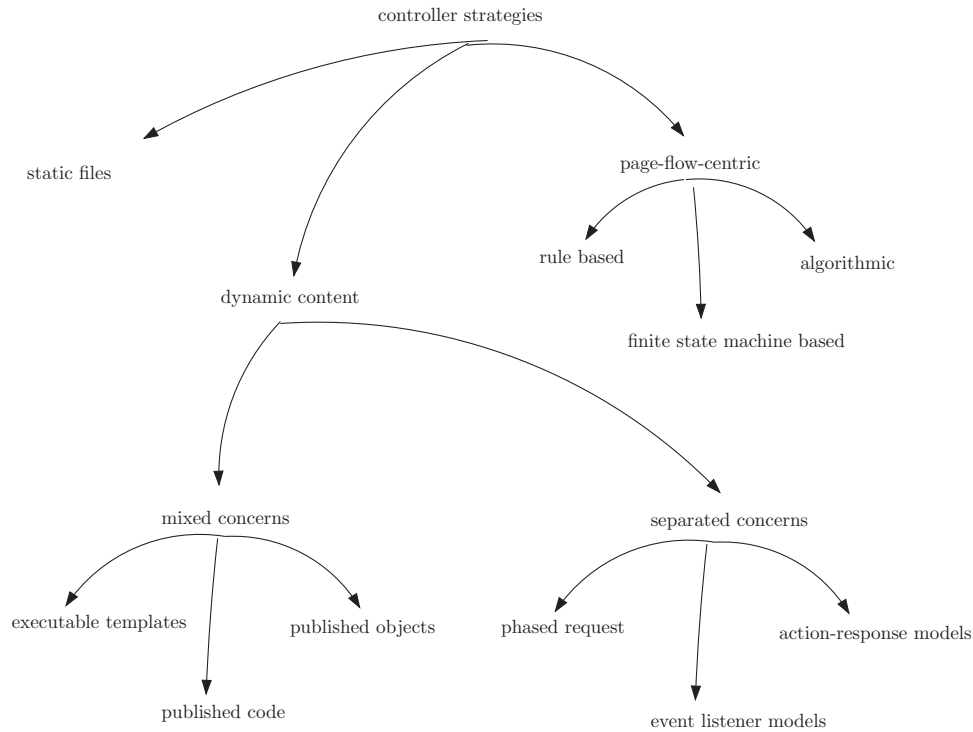 controller strategies
page-flow-centric
static files
rule based
algorithmic
dynamic content
finite state machine based
mixed concerns
separated concerns
executable templates
published objects
phased request
action-response models
published code
event listener models